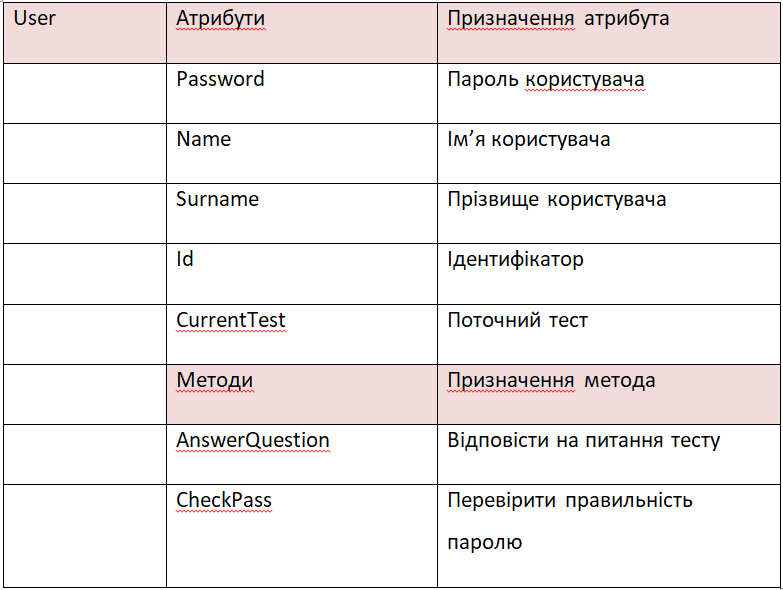 User Атрибути Призначення атрибута
Password Пароль користувача
Name Ім’я користувача
Surname Прізвище користувача
Id Ідентифікатор
CurrentTest Поточний тест
Методи Призначення метода
AnswerQuestion Відповісти на питання тесту
CheckPass Перевірити правильність
паролю